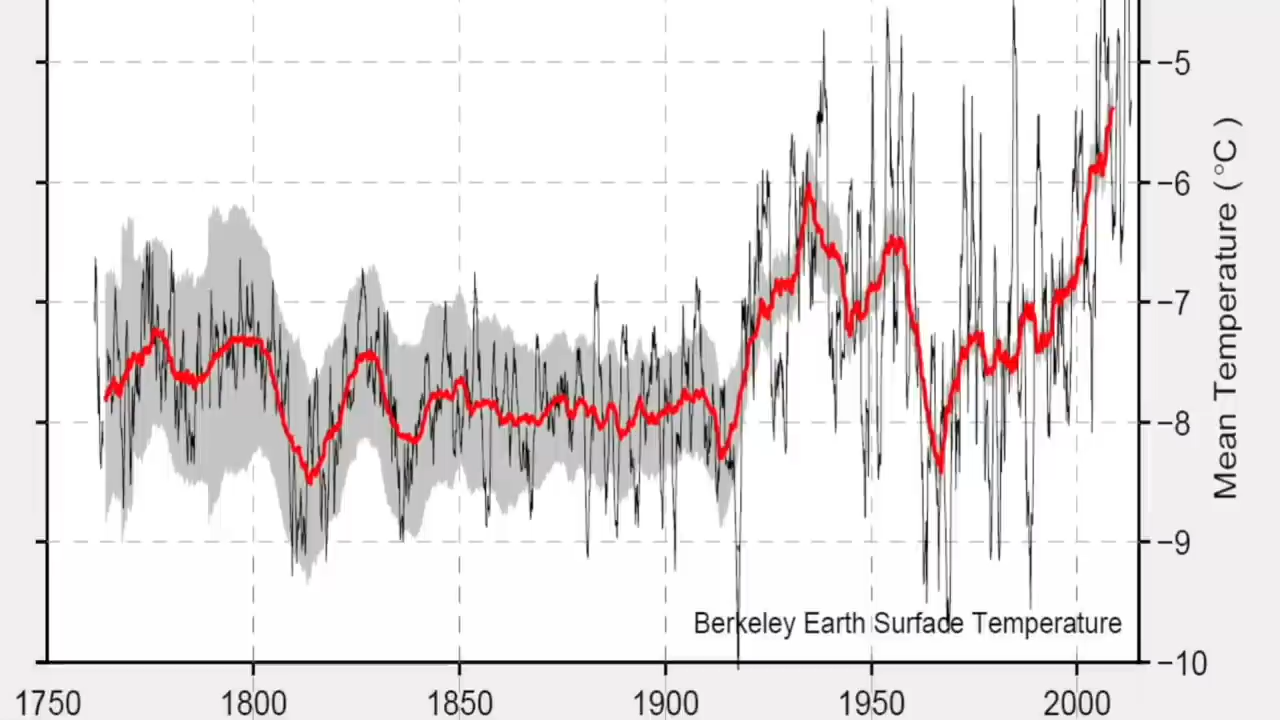 −5
−6
−7
−8
−9
−10
Mean Temperature ( °C )
Berkeley Earth Surface Temperature
1750 1800 1850 1900 1950 2000